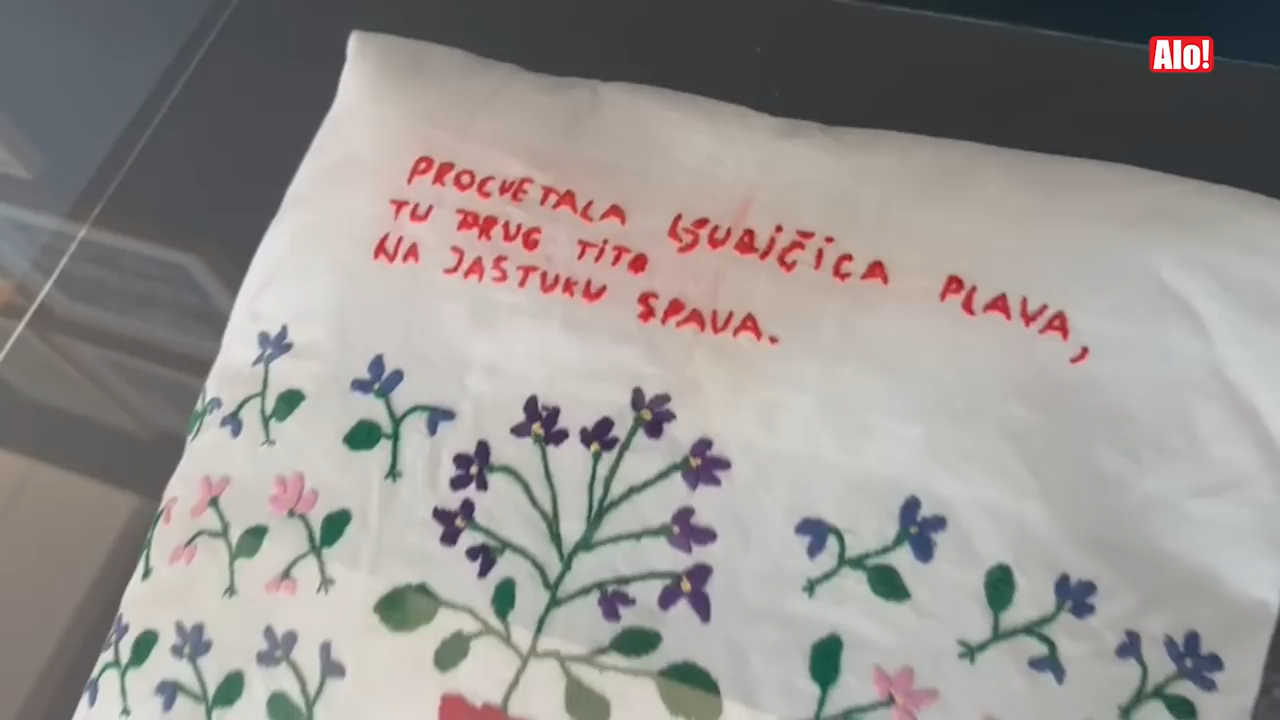 Alo!
PROCVETALA LJUBIČICA PLAVA,
TU DRUG TITO
NA JASTUKU SPAVA.